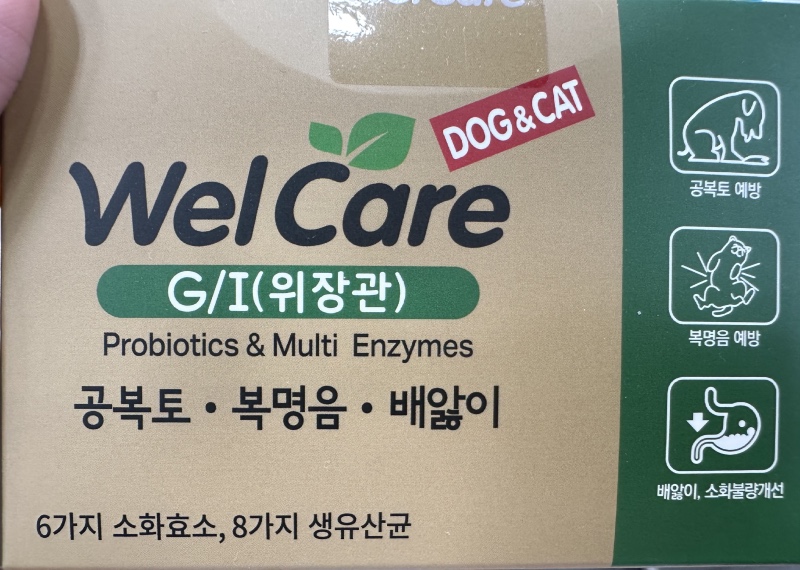 DOG&CAT
WelCare
G/I(위장관)
Probiotics & Multi Enzymes
공복토 • 복명음 • 배앓이
6가지 소화효소, 8가지 생유산균
공복토 예방
복명음 예방
배앓이, 소화불량개선